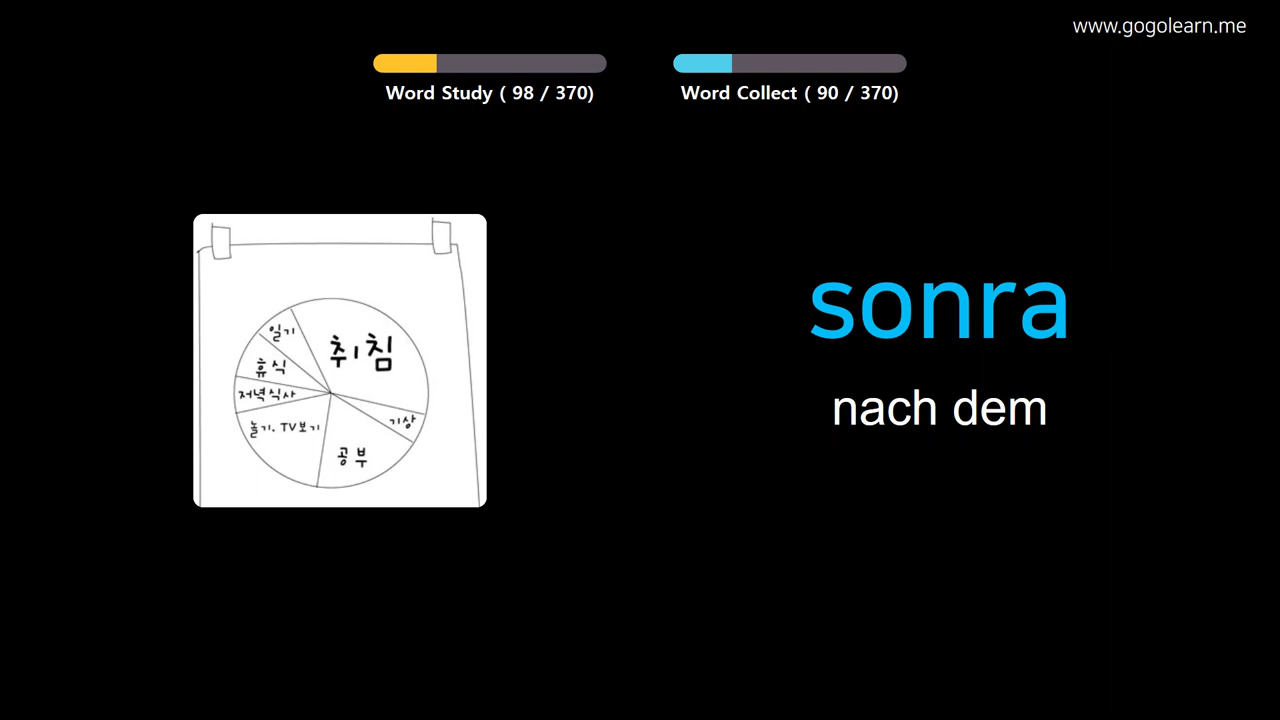 www.gogolearn.me
Word Study ( 98 / 370)
Word Collect ( 90 / 370)
일기
취침
휴식
저녁식사
기상
놀기. TV보기
공부
sonra
nach dem